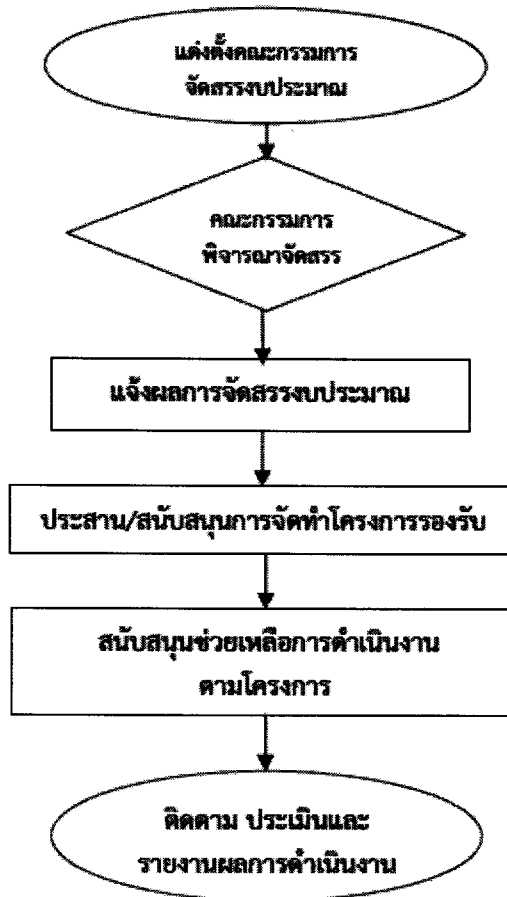 แต่งตั้งคณะกรรมการ
จัดสรรงบประมาณ
คณะกรรมการ
พิจารณาจัดสรร
แจ้งผลการจัดสรรงบประมาณ
ประสาน/สนับสนุนการจัดทำโครงการรองรับ
สนับสนุนช่วยเหลือการดำเนินงาน
ตามโครงการ
ติดตาม ประเมินและ
รายงานผลการดำเนินงาน